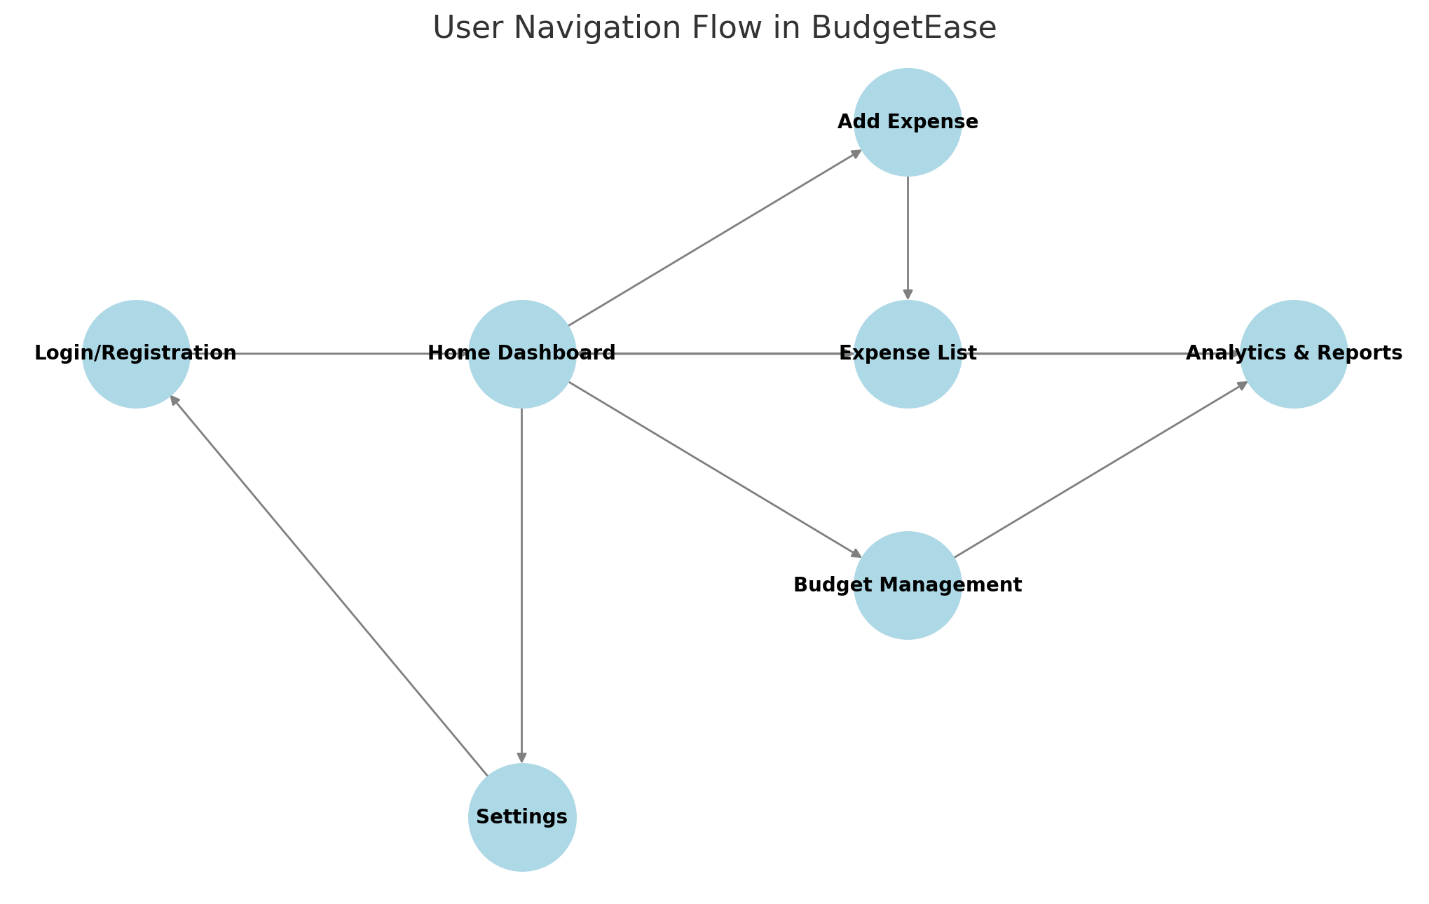 User Navigation Flow in BudgetEase
Add Expense
Login/Registration
Home Dashboard
Expense List
Analytics & Reports
Budget Management
Settings